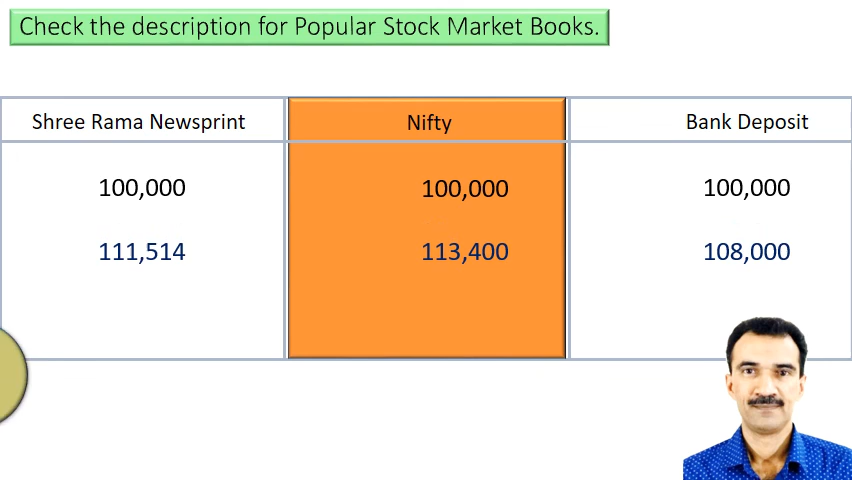 Check the description for Popular Stock Market Books.
Shree Rama Newsprint Nifty Bank Deposit
100,000 100,000 100,000
111,514 113,400 108,000